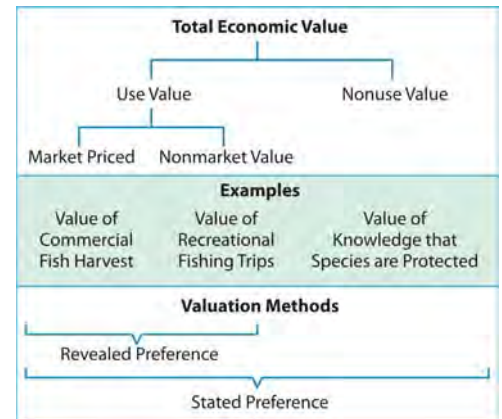 Total Economic Value
Use Value Nonuse Value
Market Priced Nonmarket Value
Examples
Value of Value of Value of
Commercial Recreational Knowledge that
Fish Harvest Fishing Trips Species are Protected
Valuation Methods
Revealed Preference
Stated Preference